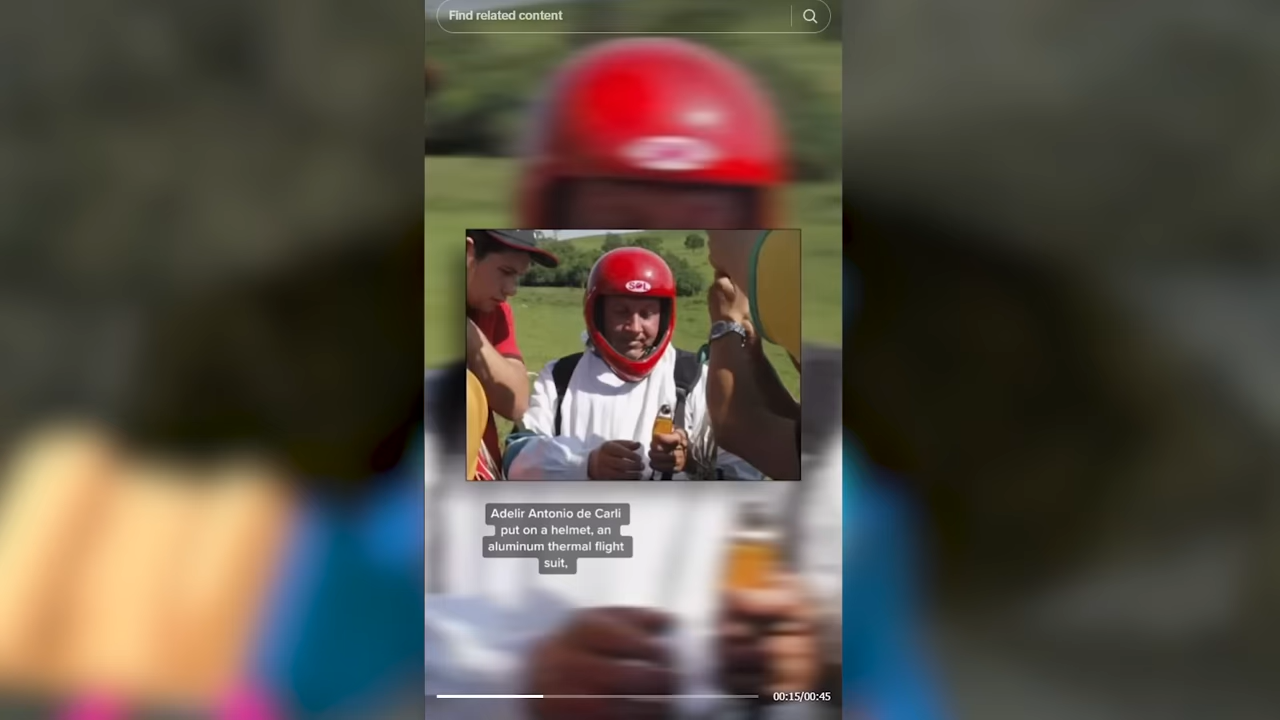 Find related content
SOL
Adelir Antonio de Carli
put on a helmet, an
aluminum thermal flight
suit,
00:15/00:45